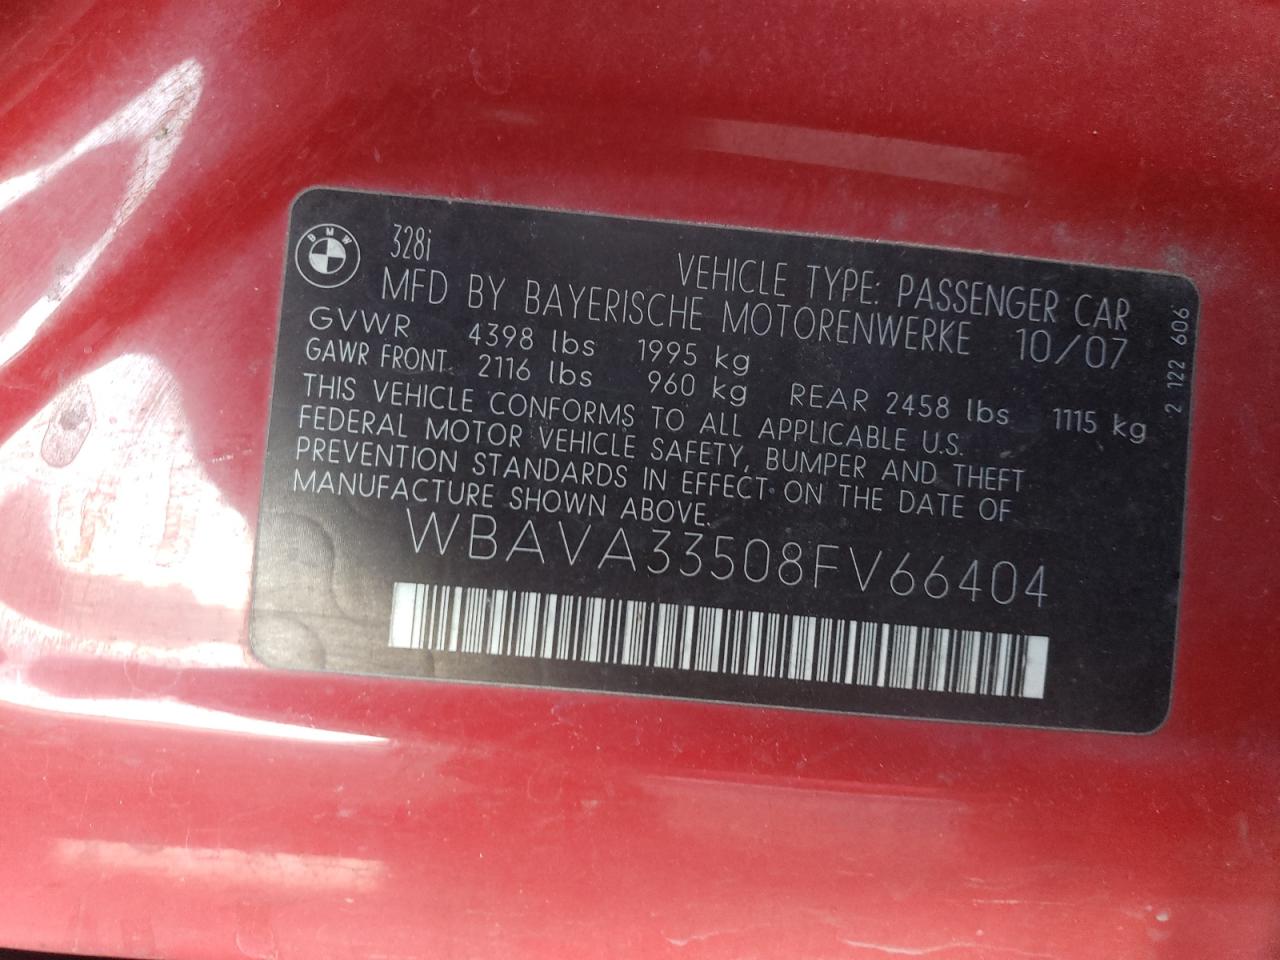 BMW
328i
VEHICLE TYPE: PASSENGER CAR
MFD BY BAYERISCHE MOTORENWERKE 10/07
GVWR 4398 lbs 1995 kg
GAWR FRONT 2116 lbs 960 kg REAR 2458 lbs 1115 kg
THIS VEHICLE CONFORMS TO ALL APPLICABLE U.S.
FEDERAL MOTOR VEHICLE SAFETY, BUMPER AND THEFT
PREVENTION STANDARDS IN EFFECT ON THE DATE OF
MANUFACTURE SHOWN ABOVE.
WBAVA33508FV66404
2 122 606